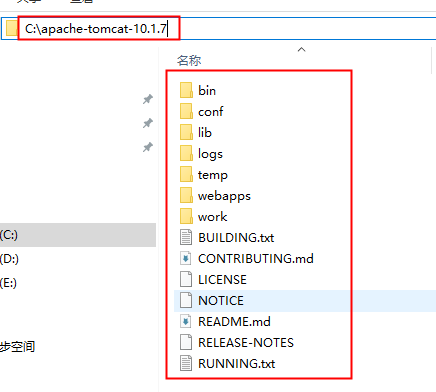 C:\apache-tomcat-10.1.7
名称
bin
conf
lib
logs
temp
webapps
work
(C:)
BUILDING.txt
(D:)
CONTRIBUTING.md
(E:)
LICENSE
NOTICE
README.md
步空间
RELEASE-NOTES
RUNNING.txt